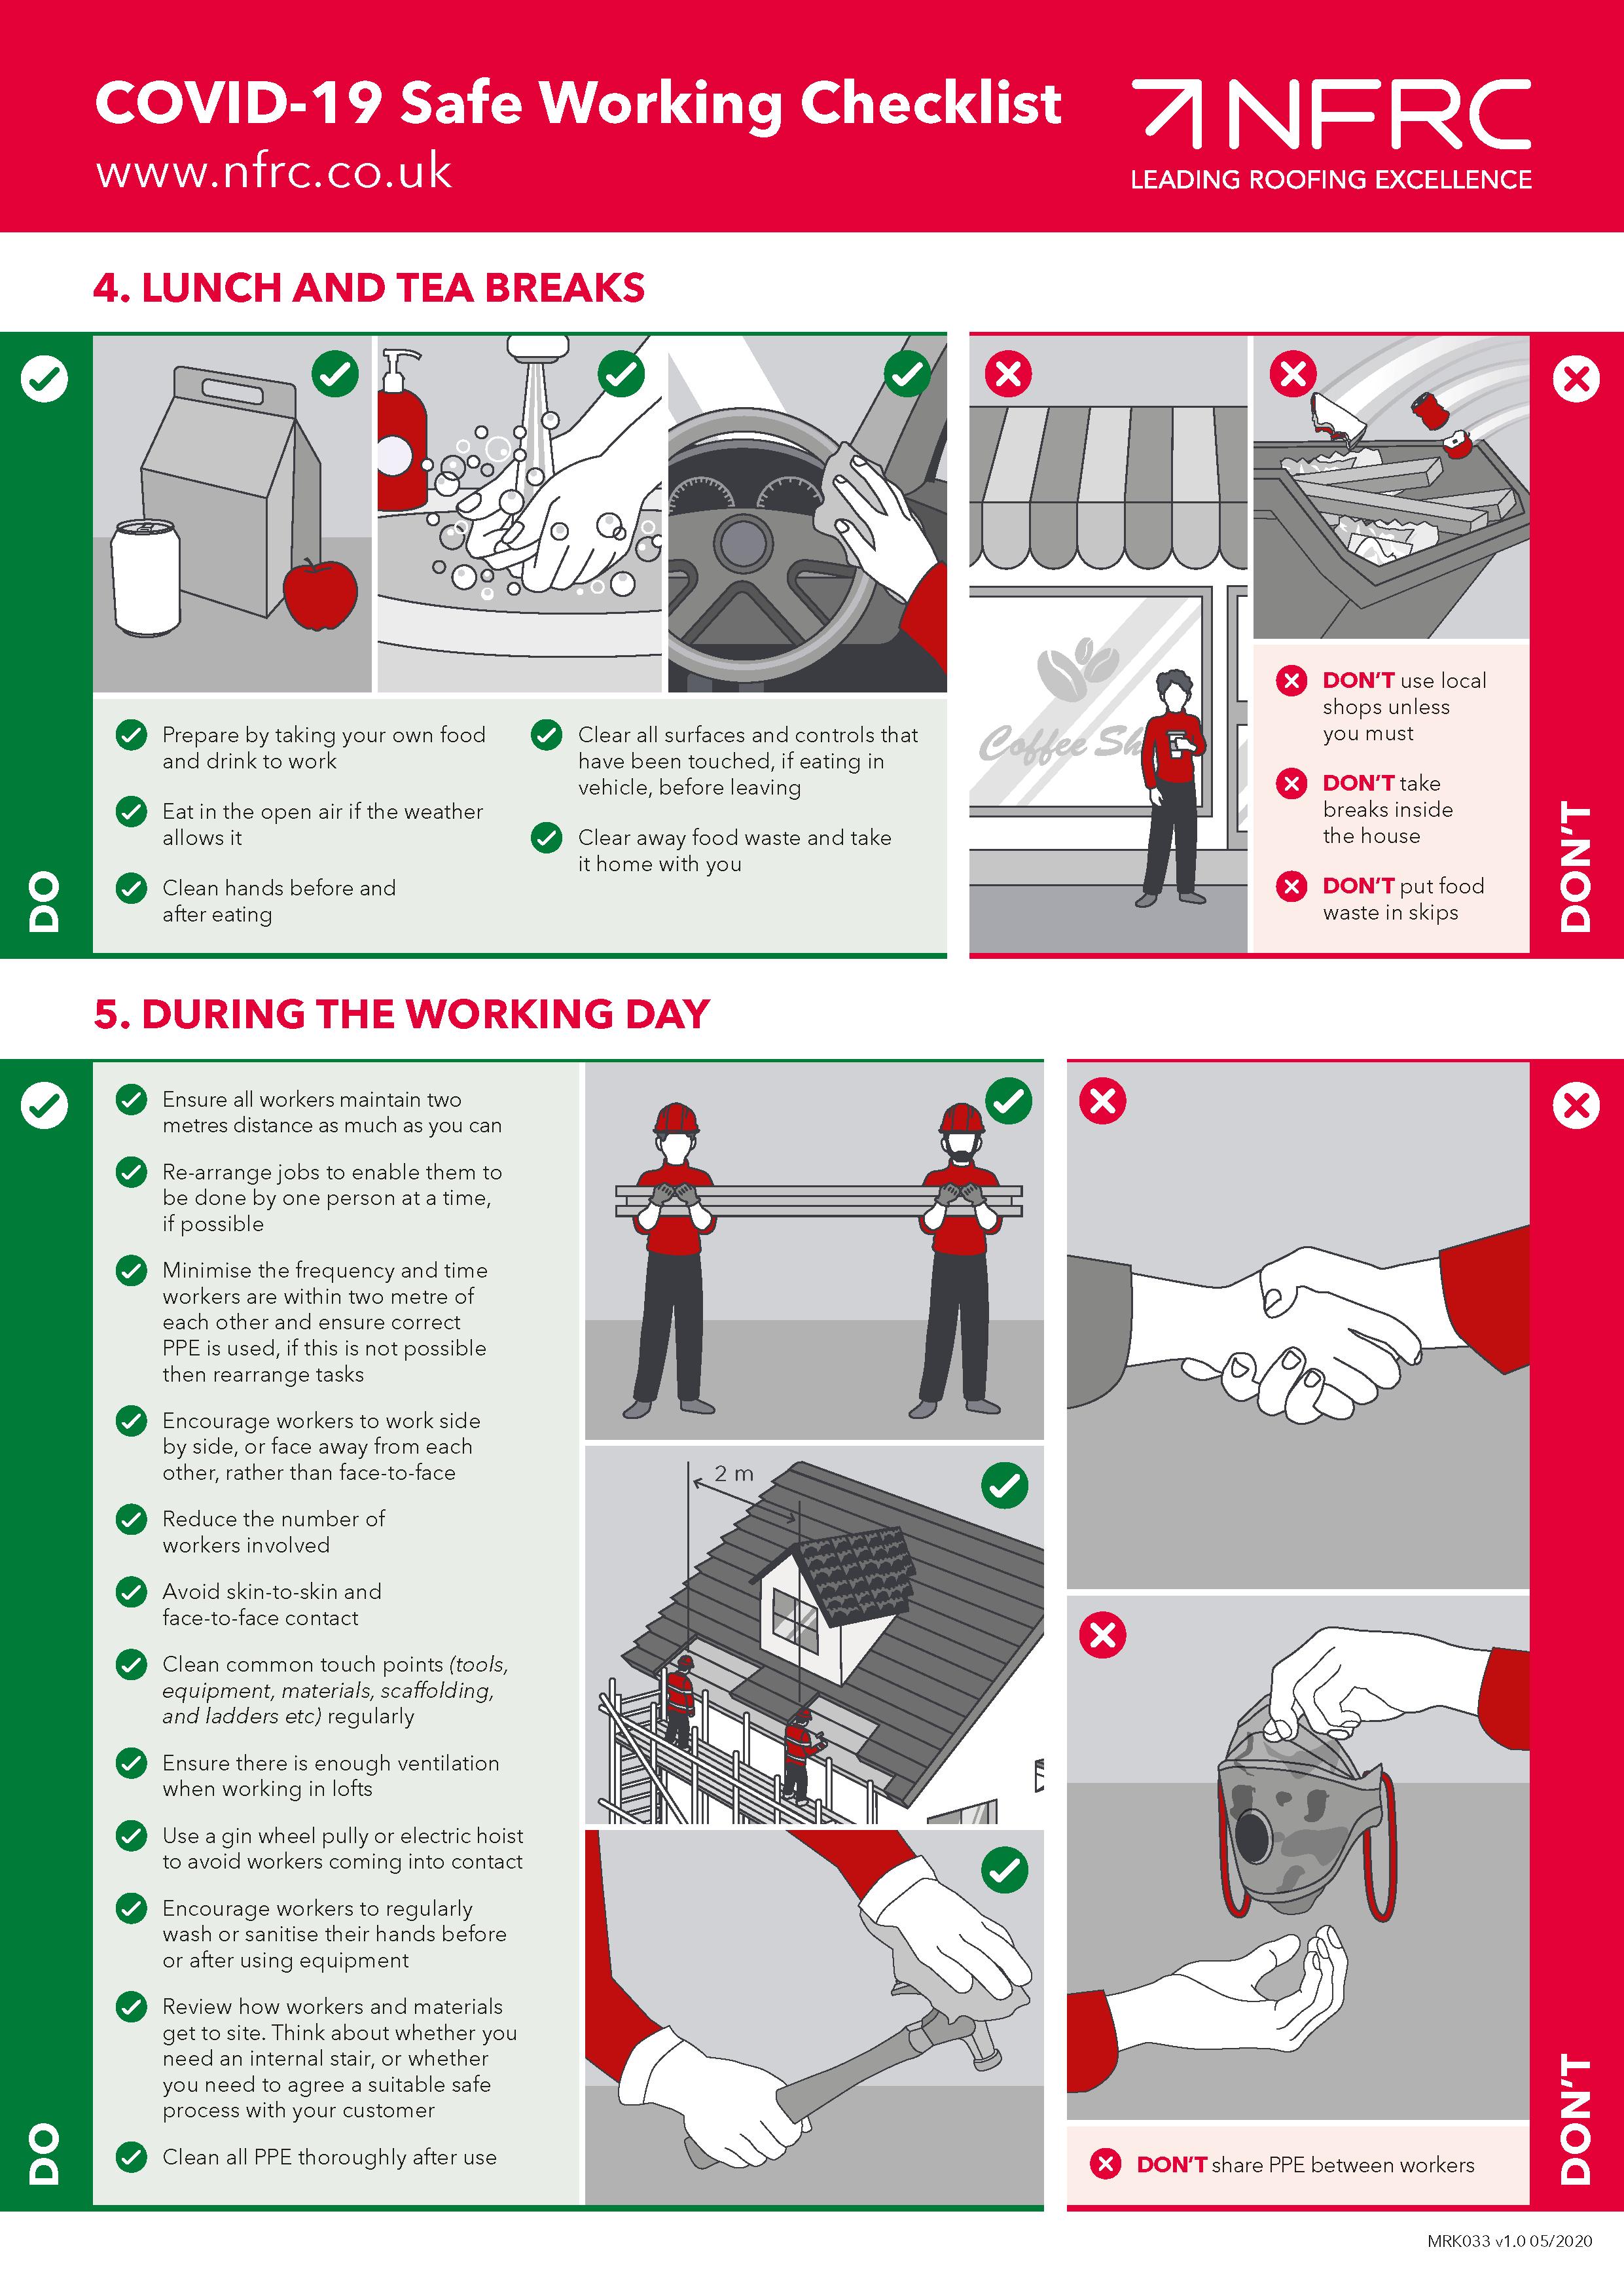 COVID-19 Safe Working Checklist
www.nfrc.co.uk
NFRC
LEADING ROOFING EXCELLENCE
4. LUNCH AND TEA BREAKS
DO
Prepare by taking your own food
and drink to work
Eat in the open air if the weather
allows it
Clean hands before and
after eating
Clear all surfaces and controls that
have been touched, if eating in
vehicle, before leaving
Clear away food waste and take
it home with you
Coffee Sh
DON'T use local
shops unless
you must
DON'T take
breaks inside
the house
DON'T put food
waste in skips
DON'T
5. DURING THE WORKING DAY
DO
Ensure all workers maintain two
metres distance as much as you can
Re-arrange jobs to enable them to
be done by one person at a time,
if possible
Minimise the frequency and time
workers are within two metre of
each other and ensure correct
PPE is used, if this is not possible
then rearrange tasks
Encourage workers to work side
by side, or face away from each
other, rather than face-to-face
Reduce the number of
workers involved
Avoid skin-to-skin and
face-to-face contact
Clean common touch points (tools,
equipment, materials, scaffolding,
and ladders etc) regularly
Ensure there is enough ventilation
when working in lofts
Use a gin wheel pully or electric hoist
to avoid workers coming into contact
Encourage workers to regularly
wash or sanitise their hands before
or after using equipment
Review how workers and materials
get to site. Think about whether you
need an internal stair, or whether
you need to agree a suitable safe
process with your customer
Clean all PPE thoroughly after use
2 m
DON'T share PPE between workers
DON'T
MRK033 v1.0 05/2020